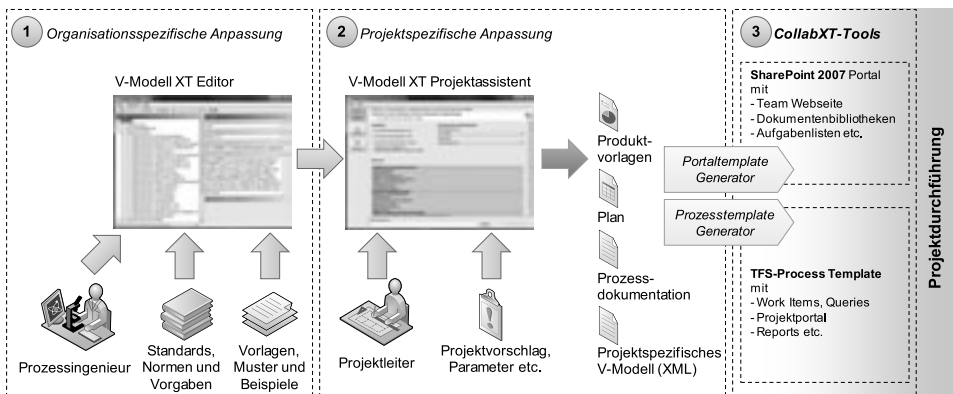 1 Organisationsspezifische Anpassung
V-Modell XT Editor
Prozessingenieur
Standards,
Normen und
Vorgaben
Vorlagen,
Muster und
Beispiele
2 Projektspezifische Anpassung
V-Modell XT Projektassistent
Projektleiter
Projektvorschlag,
Parameter etc.
Produkt-
vorlagen
Plan
Prozess-
dokumentation
Projektspezifisches
V-Modell (XML)
Portaltemplate
Generator
Prozesstemplate
Generator
3 CollabXT-Tools
SharePoint 2007 Portal
mit
- Team Webseite
- Dokumentenbibliotheken
- Aufgabenlisten etc.
TFS-Process Template
mit
- Work Items, Queries
- Projektportal
- Reports etc.
Projektdurchführung